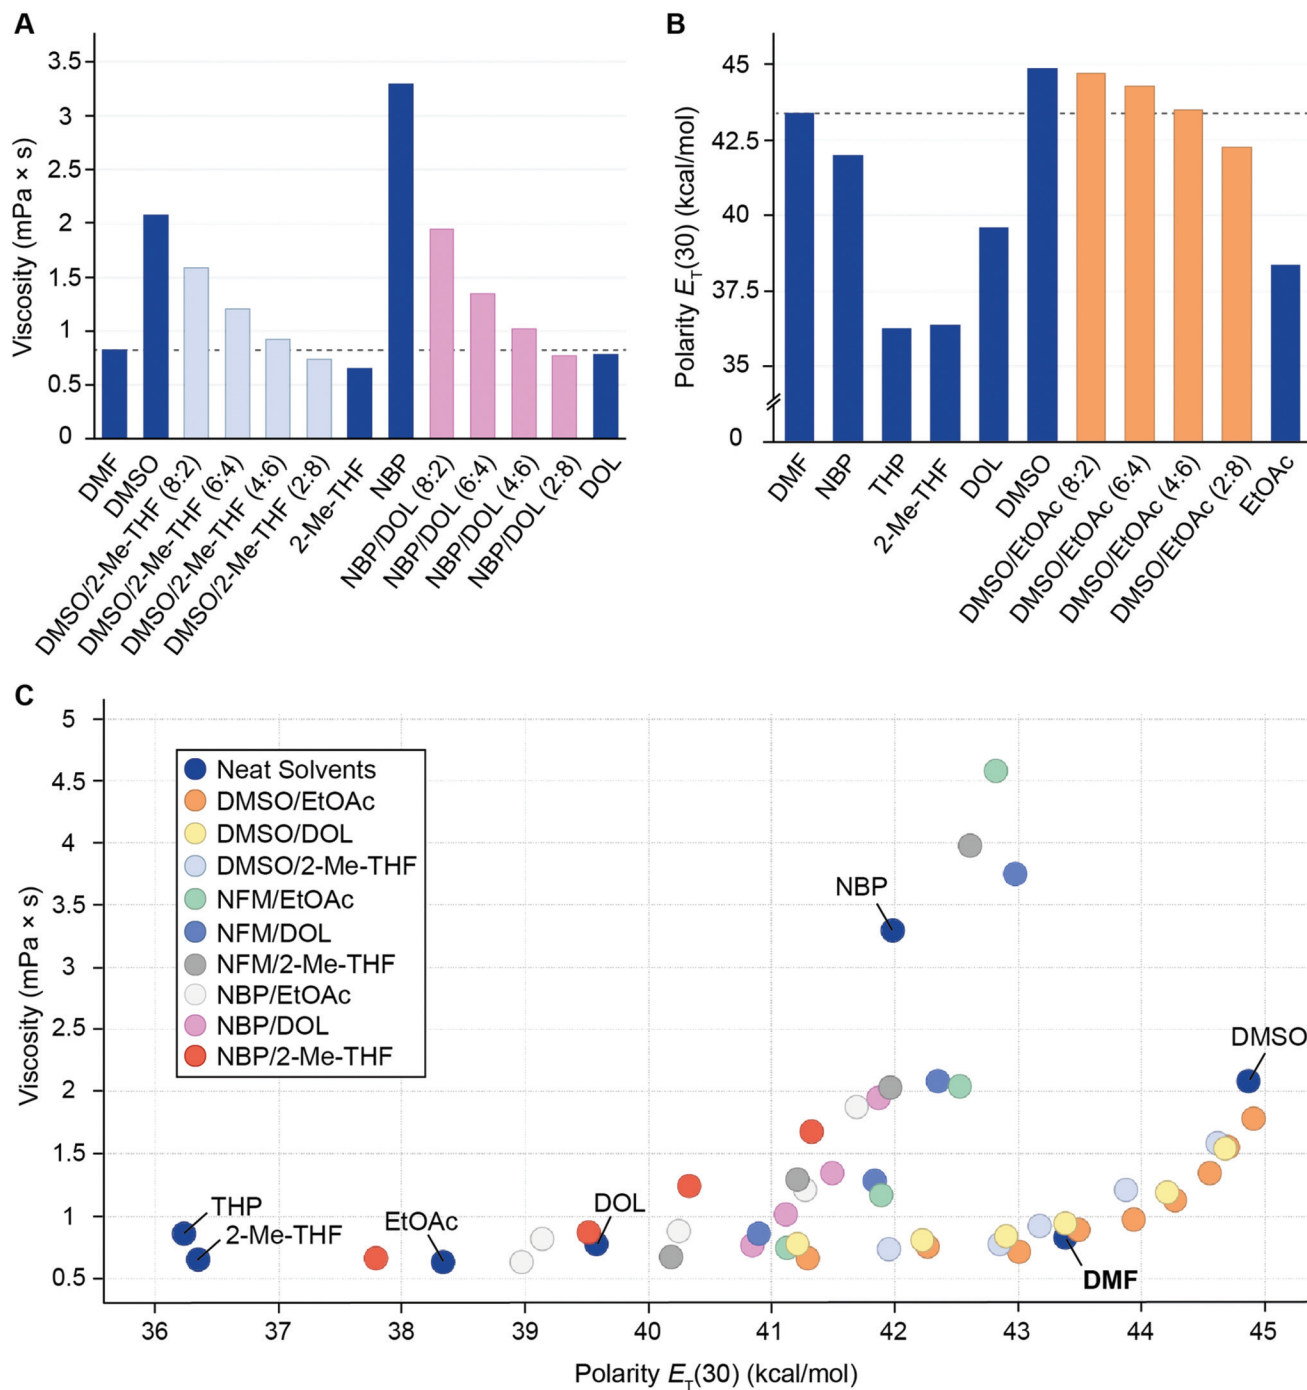 A
Viscosity (mPa × s)
3.5
3
2.5
2
1.5
1
0.5
0
DMF
DMSO
DMSO/2-Me-THF (8:2)
DMSO/2-Me-THF (6:4)
DMSO/2-Me-THF (4:6)
DMSO/2-Me-THF (2:8)
2-Me-THF
NBP
NBP/DOL (8:2)
NBP/DOL (6:4)
NBP/DOL (4:6)
NBP/DOL (2:8)
DOL
B
Polarity E_T(30) (kcal/mol)
45
42.5
40
37.5
35
0
DMF
NBP
THP
2-Me-THF
DOL
DMSO
DMSO/EtOAc (8:2)
DMSO/EtOAc (6:4)
DMSO/EtOAc (4:6)
DMSO/EtOAc (2:8)
EtOAc
C
Viscosity (mPa × s)
5
4.5
4
3.5
3
2.5
2
1.5
1
0.5
Neat Solvents
DMSO/EtOAc
DMSO/DOL
DMSO/2-Me-THF
NFM/EtOAc
NFM/DOL
NFM/2-Me-THF
NBP/EtOAc
NBP/DOL
NBP/2-Me-THF
NBP
DMSO
THP
2-Me-THF
EtOAc
DOL
DMF
36 37 38 39 40 41 42 43 44 45
Polarity E_T(30) (kcal/mol)